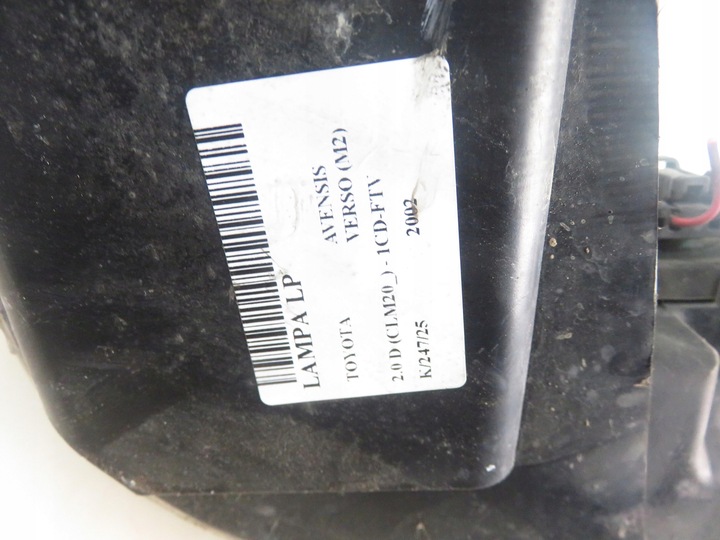 LAMPA LP
TOYOTA AVENSIS
VERSO (M2)
2.0 D (CLM20_) - 1CD-FTV
K/247/25 2002